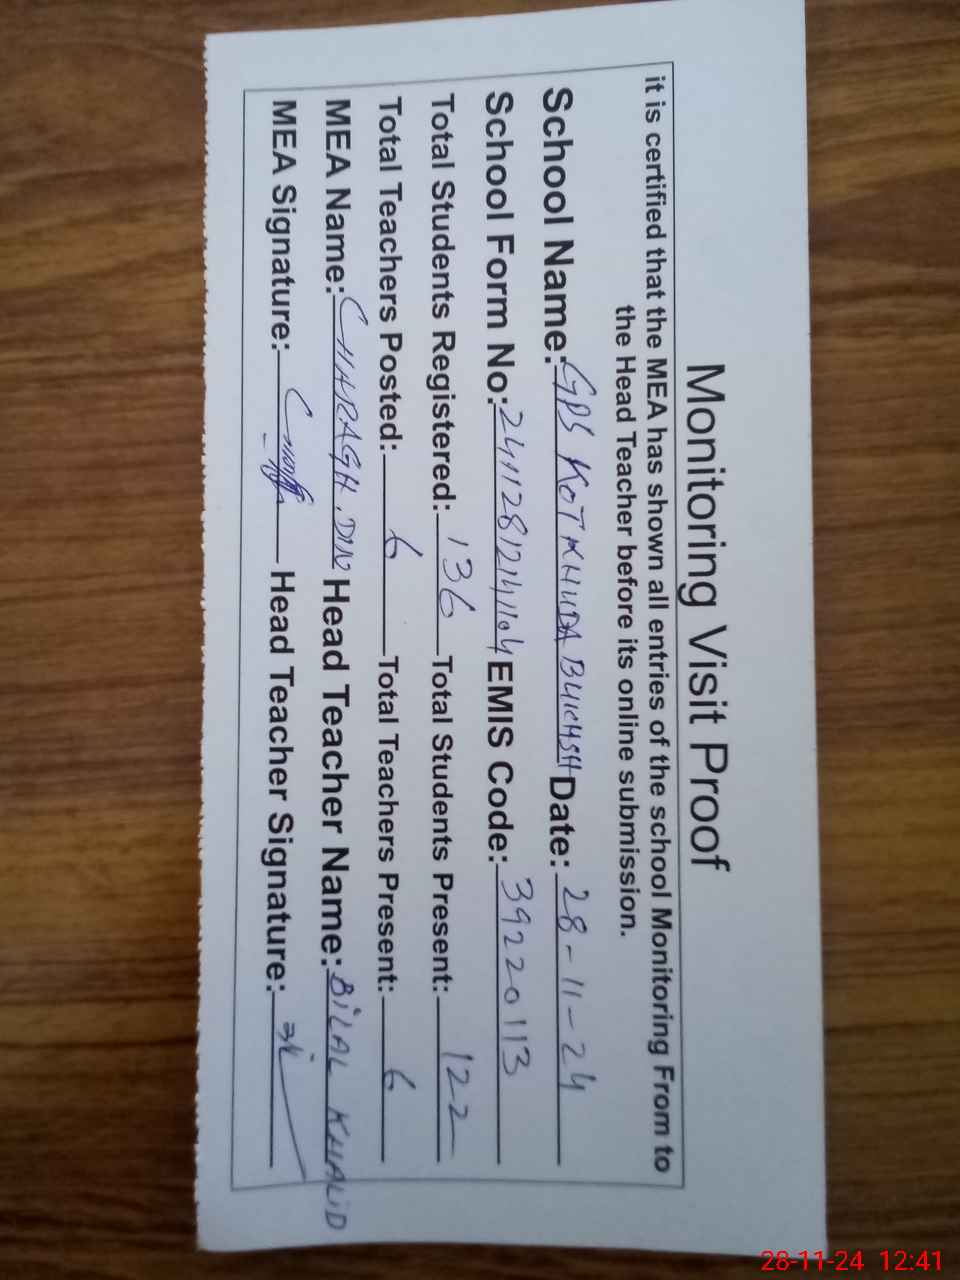 Monitoring Visit Proof
it is certified that the MEA has shown all entries of the school Monitoring From to
the Head Teacher before its online submission.
School Name: GPS KOT KHUDA BUKHSH Date: 28-11-24
School Form No: EMIS Code: 39220113
Total Students Registered: 136 Total Students Present: 122
Total Teachers Posted: 6 Total Teachers Present: 6
MEA Name: CHARAGH.DIN Head Teacher Name: BiLAL KHALiD
MEA Signature: Head Teacher Signature:
28-11-24 12:41